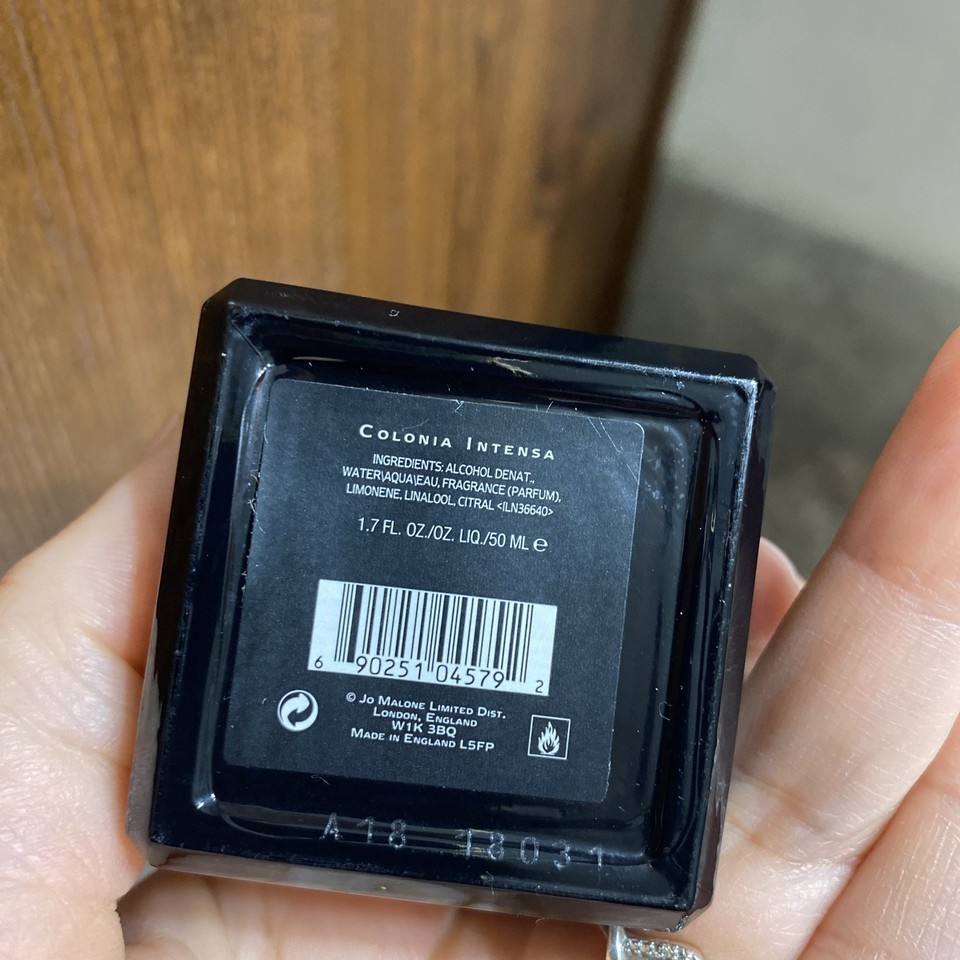 COLONIA INTENSA
INGREDIENTS: ALCOHOL DENAT.,
WATER\AQUA\EAU, FRAGRANCE (PARFUM),
LIMONENE, LINALOOL, CITRAL <ILN36640>
1.7 FL. OZ./OZ. LIQ./50 ML ℮
6 90251 04579 2
© JO MALONE LIMITED DIST.
LONDON, ENGLAND
W1K 3BQ
MADE IN ENGLAND L5FP
A18 18031